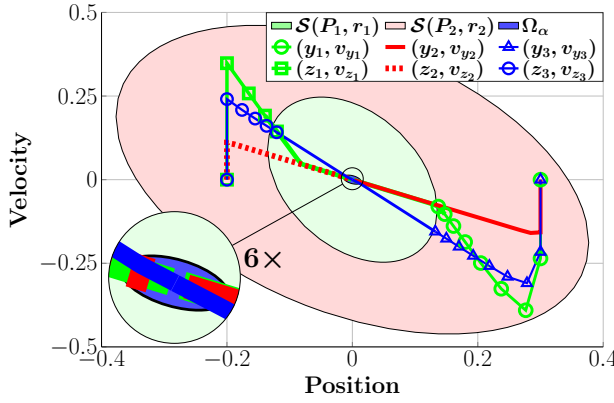 S(P₁, r₁) S(P₂, r₂) Ω_α
(y₁, v_{y₁}) (y₂, v_{y₂}) (y₃, v_{y₃})
(z₁, v_{z₁}) (z₂, v_{z₂}) (z₃, v_{z₃})
0.5
0.25
0
−0.25
−0.5
Velocity
6×
−0.4 −0.2 0 0.2 0.4
Position